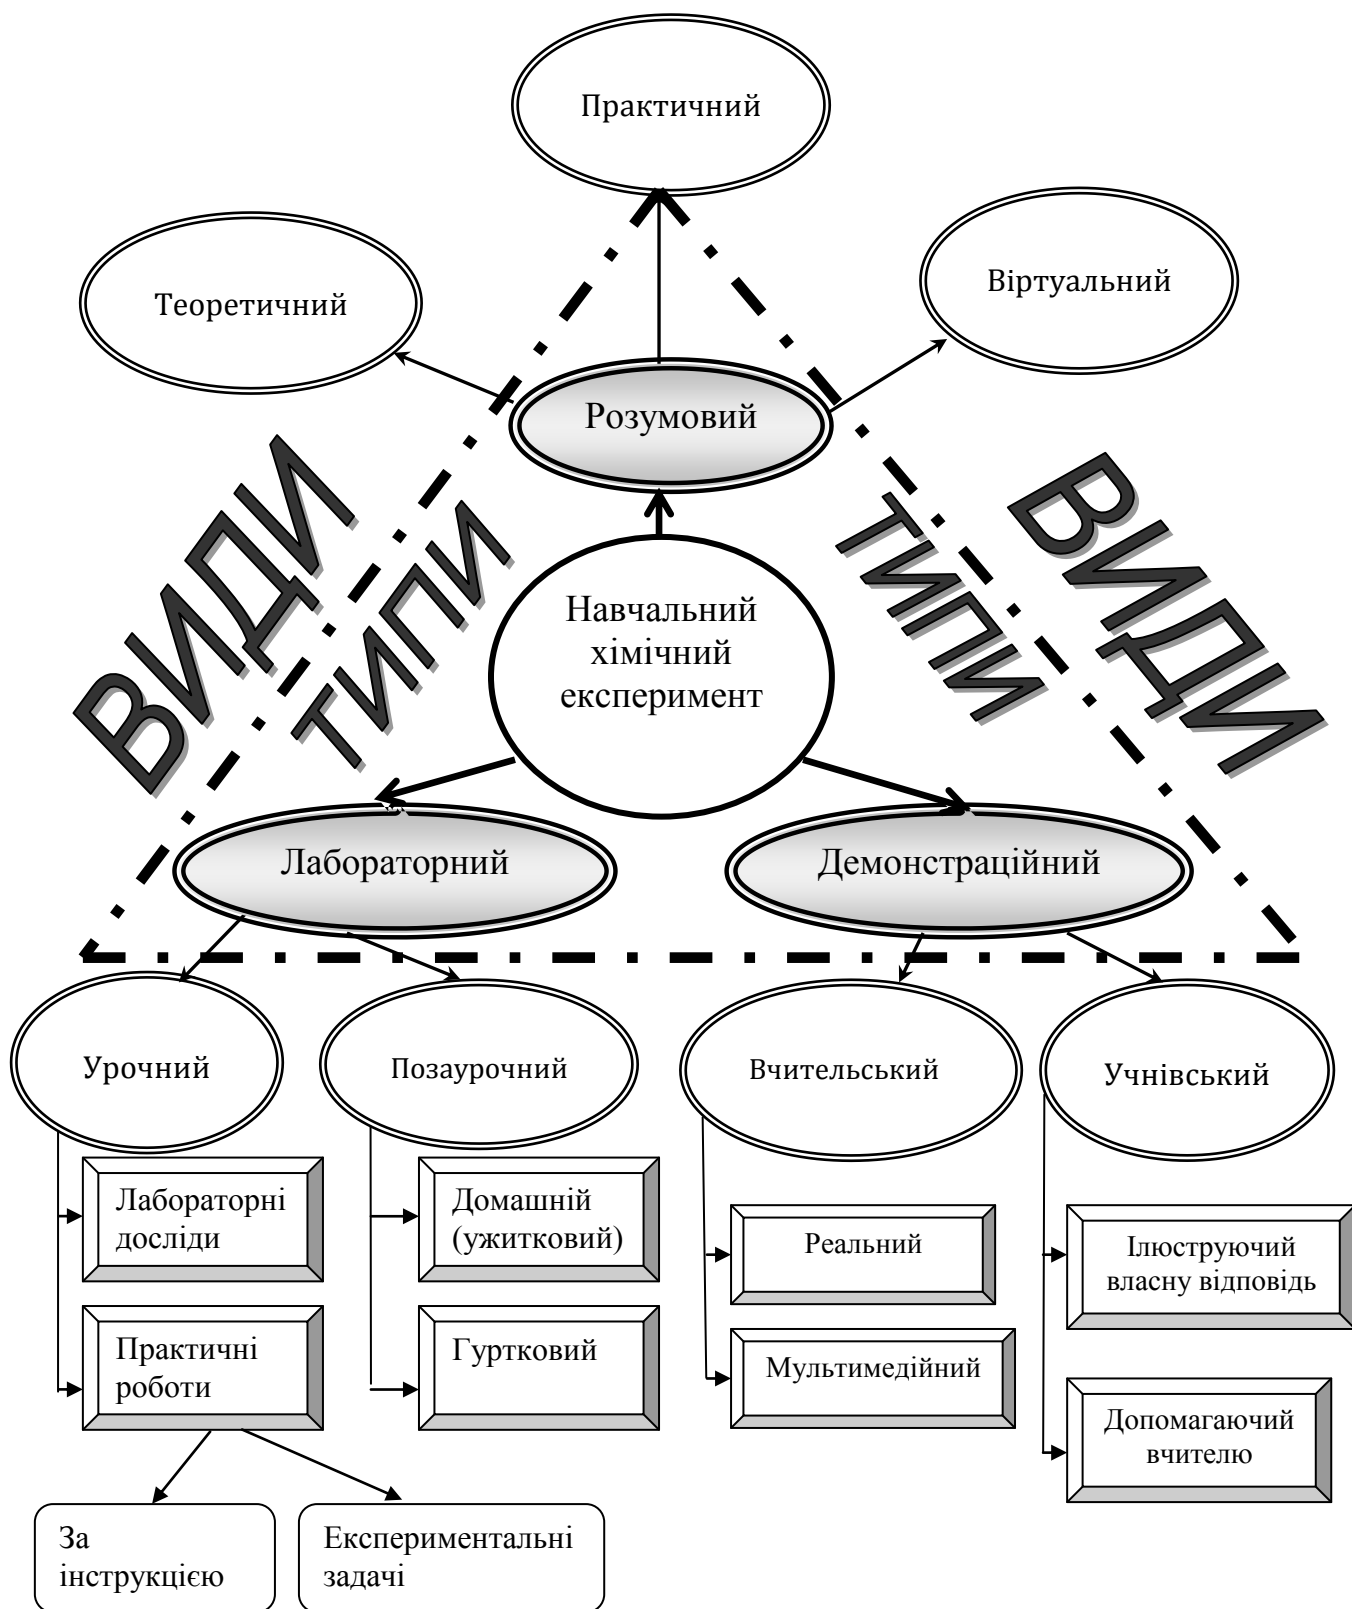 Практичний
Теоретичний
Віртуальний
Розумовий
ВИДИ
ТИПИ
ТИПИ
ВИДИ
Навчальний
хімічний
експеримент
Лабораторний
Демонстраційний
Урочний
Позаурочний
Вчительський
Учнівський
Лабораторні
досліди
Домашній
(ужитковий)
Реальний
Ілюструючий
власну відповідь
Практичні
роботи
Гуртковий
Мультимедійний
Допомагаючий
вчителю
За
інструкцією
Експериментальні
задачі